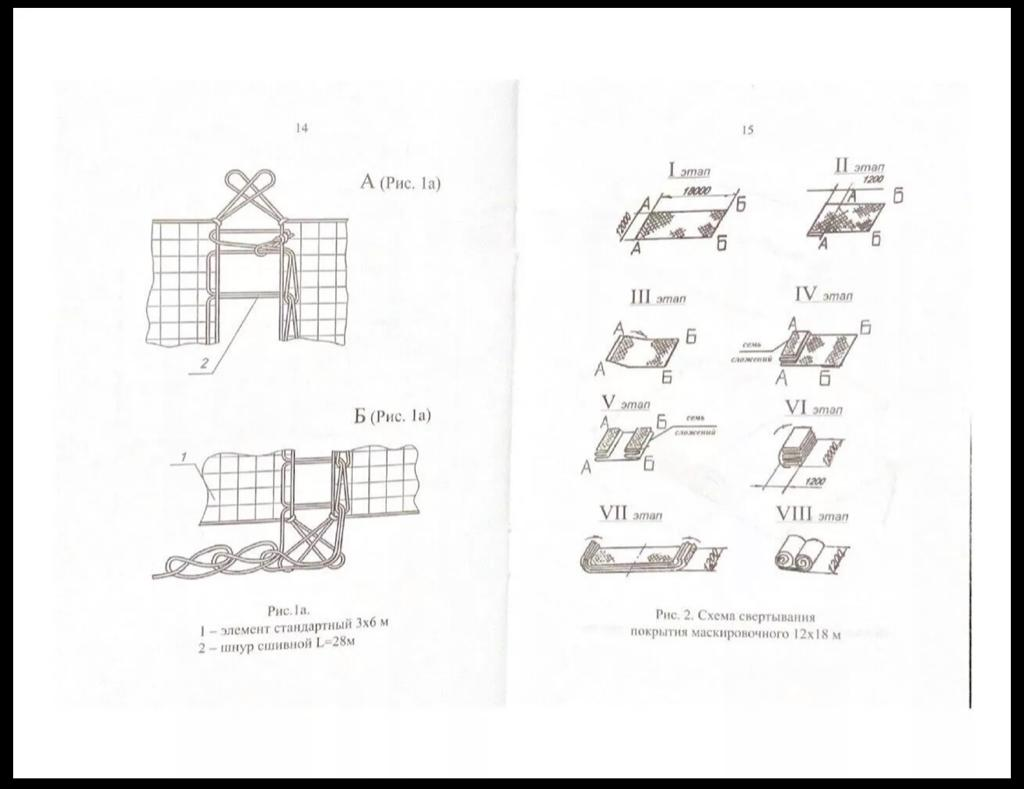 14
А (Рис. 1а)
2
Б (Рис. 1а)
1
Рис.1а.
1 – элемент стандартный 3х6 м
2 – шнур сшивной L=28м
15
I этап
18000
12000
А
Б
А
Б
II этап
1200
А
Б
А
Б
III этап
А
Б
А
Б
IV этап
семь
сложений
А
Б
А
Б
V этап
А
Б
семь
сложений
А
Б
VI этап
12000
1200
VII этап
1200
VIII этап
1200
Рис. 2. Схема свертывания
покрытия маскировочного 12х18 м